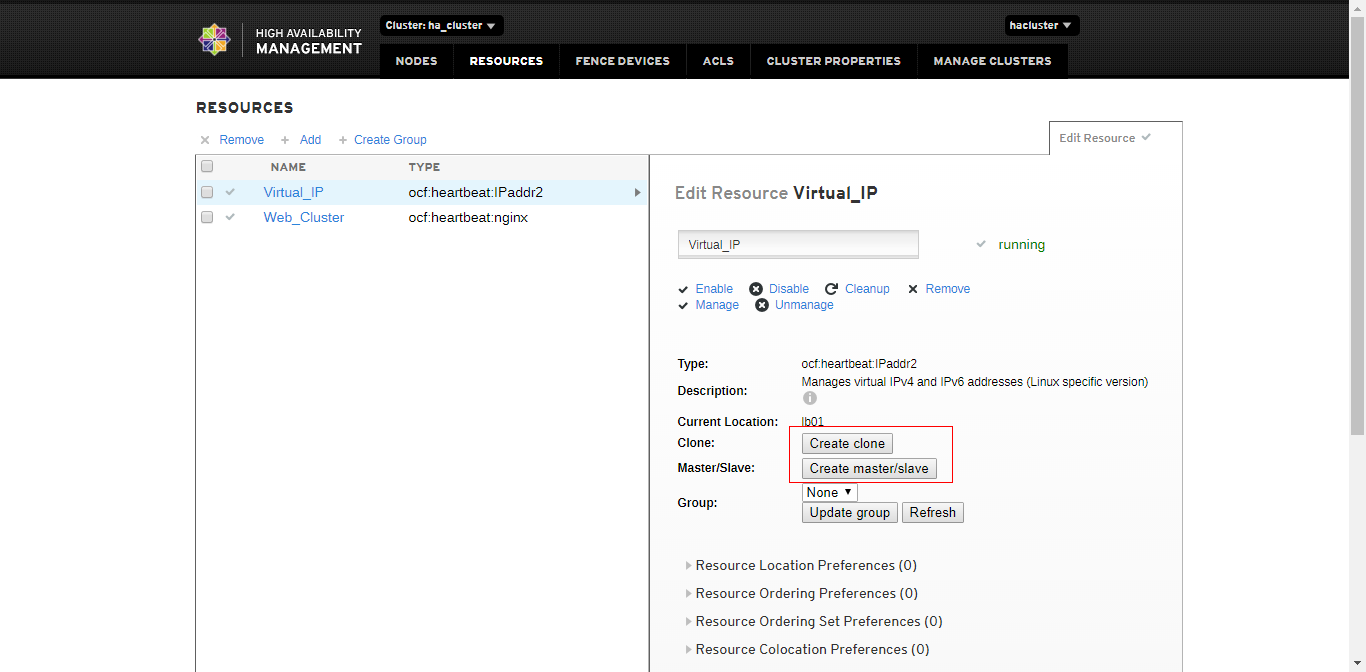 Cluster: ha_cluster
hacluster
HIGH AVAILABILITY
MANAGEMENT
NODES RESOURCES FENCE DEVICES ACLS CLUSTER PROPERTIES MANAGE CLUSTERS
RESOURCES
Remove Add Create Group
Edit Resource
NAME TYPE
Virtual_IP ocf:heartbeat:IPaddr2
Web_Cluster ocf:heartbeat:nginx
Edit Resource Virtual_IP
Virtual_IP running
Enable Disable Cleanup Remove
Manage Unmanage
Type: ocf:heartbeat:IPaddr2
Description: Manages virtual IPv4 and IPv6 addresses (Linux specific version)
Current Location: lb01
Clone: Create clone
Master/Slave: Create master/slave
Group: None
Update group Refresh
Resource Location Preferences (0)
Resource Ordering Preferences (0)
Resource Ordering Set Preferences (0)
Resource Colocation Preferences (0)